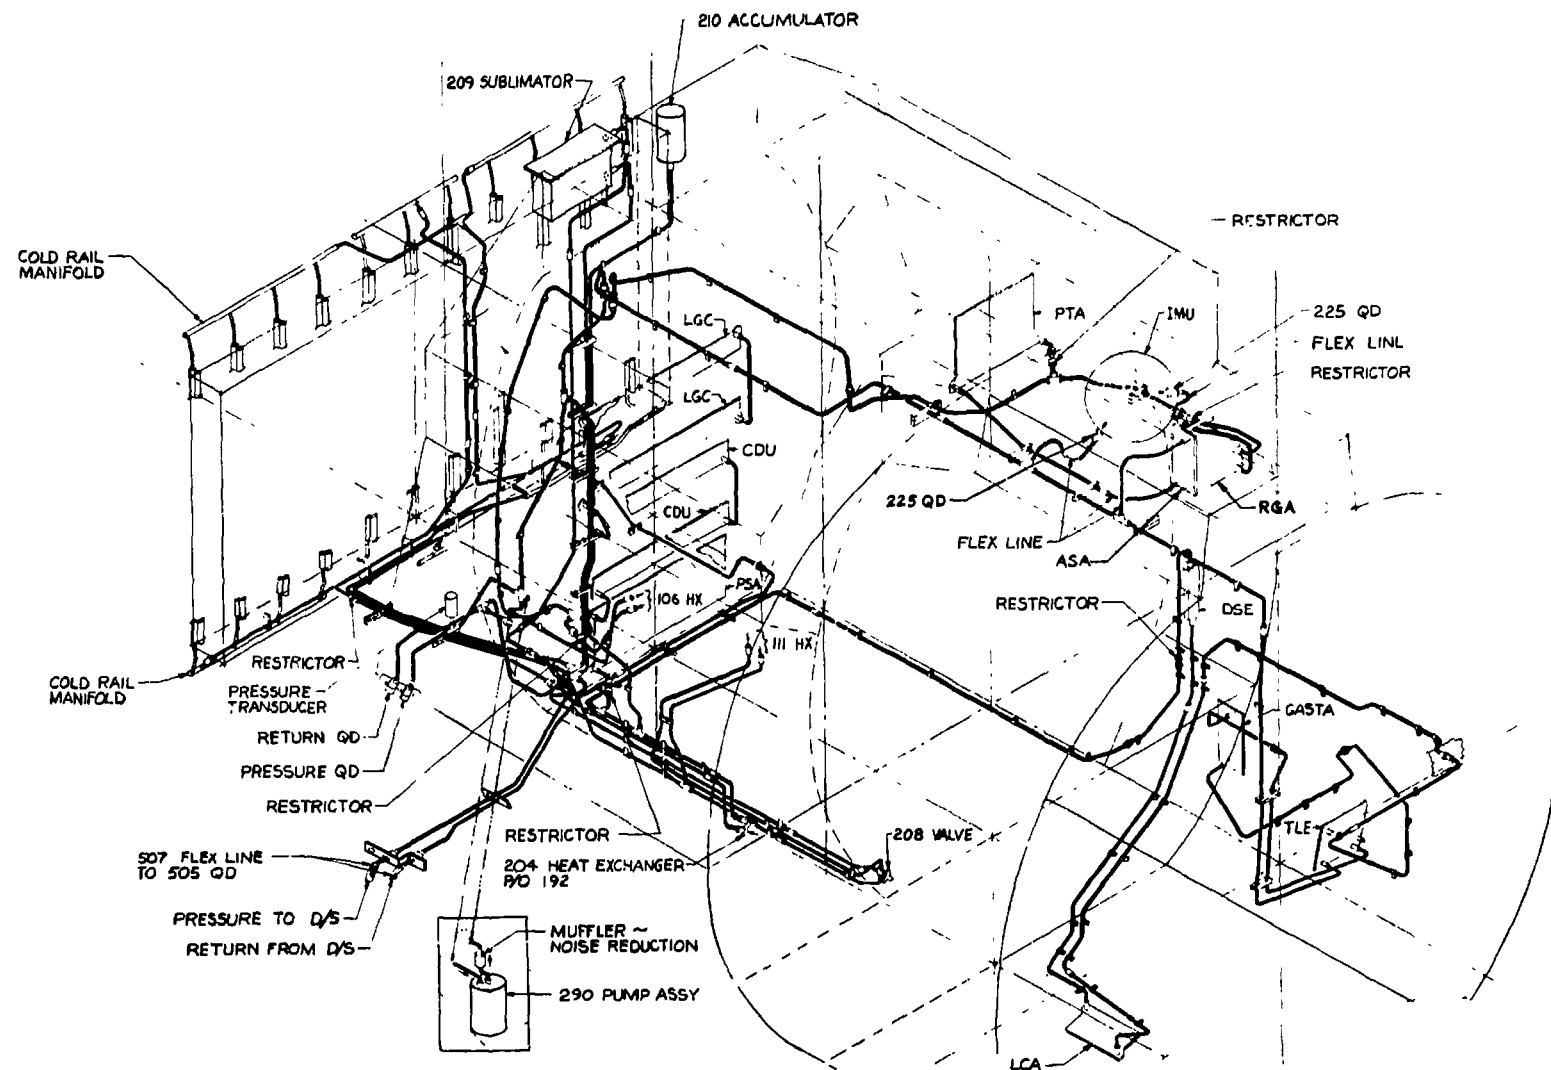 210 ACCUMULATOR
209 SUBLIMATOR
RESTRICTOR
COLD RAIL
MANIFOLD
LGC
PTA
IMU
225 QD
FLEX LINE
RESTRICTOR
LGC
CDU
225 QD
CDU
RGA
FLEX LINE
ASA
PSA
106 HX
RESTRICTOR
DSE
111 HX
RESTRICTOR
COLD RAIL
MANIFOLD
PRESSURE
TRANSDUCER
GASTA
RETURN QD
PRESSURE QD
RESTRICTOR
RESTRICTOR
208 VALVE
TLE
507 FLEX LINE
TO 505 QD
204 HEAT EXCHANGER
P/O 192
PRESSURE TO D/S
RETURN FROM D/S
MUFFLER ~
NOISE REDUCTION
290 PUMP ASSY
LCA